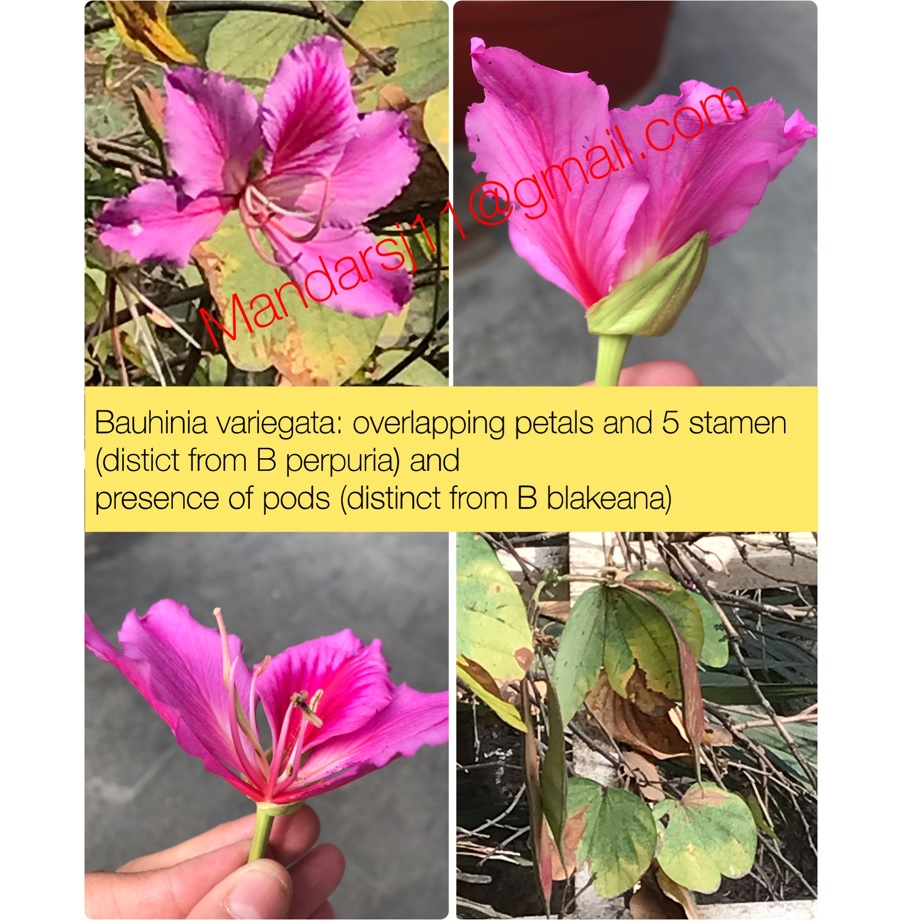 Mandarsj11@gmail.com
Bauhinia variegata: overlapping petals and 5 stamen
(distict from B perpuria) and
presence of pods (distinct from B blakeana)